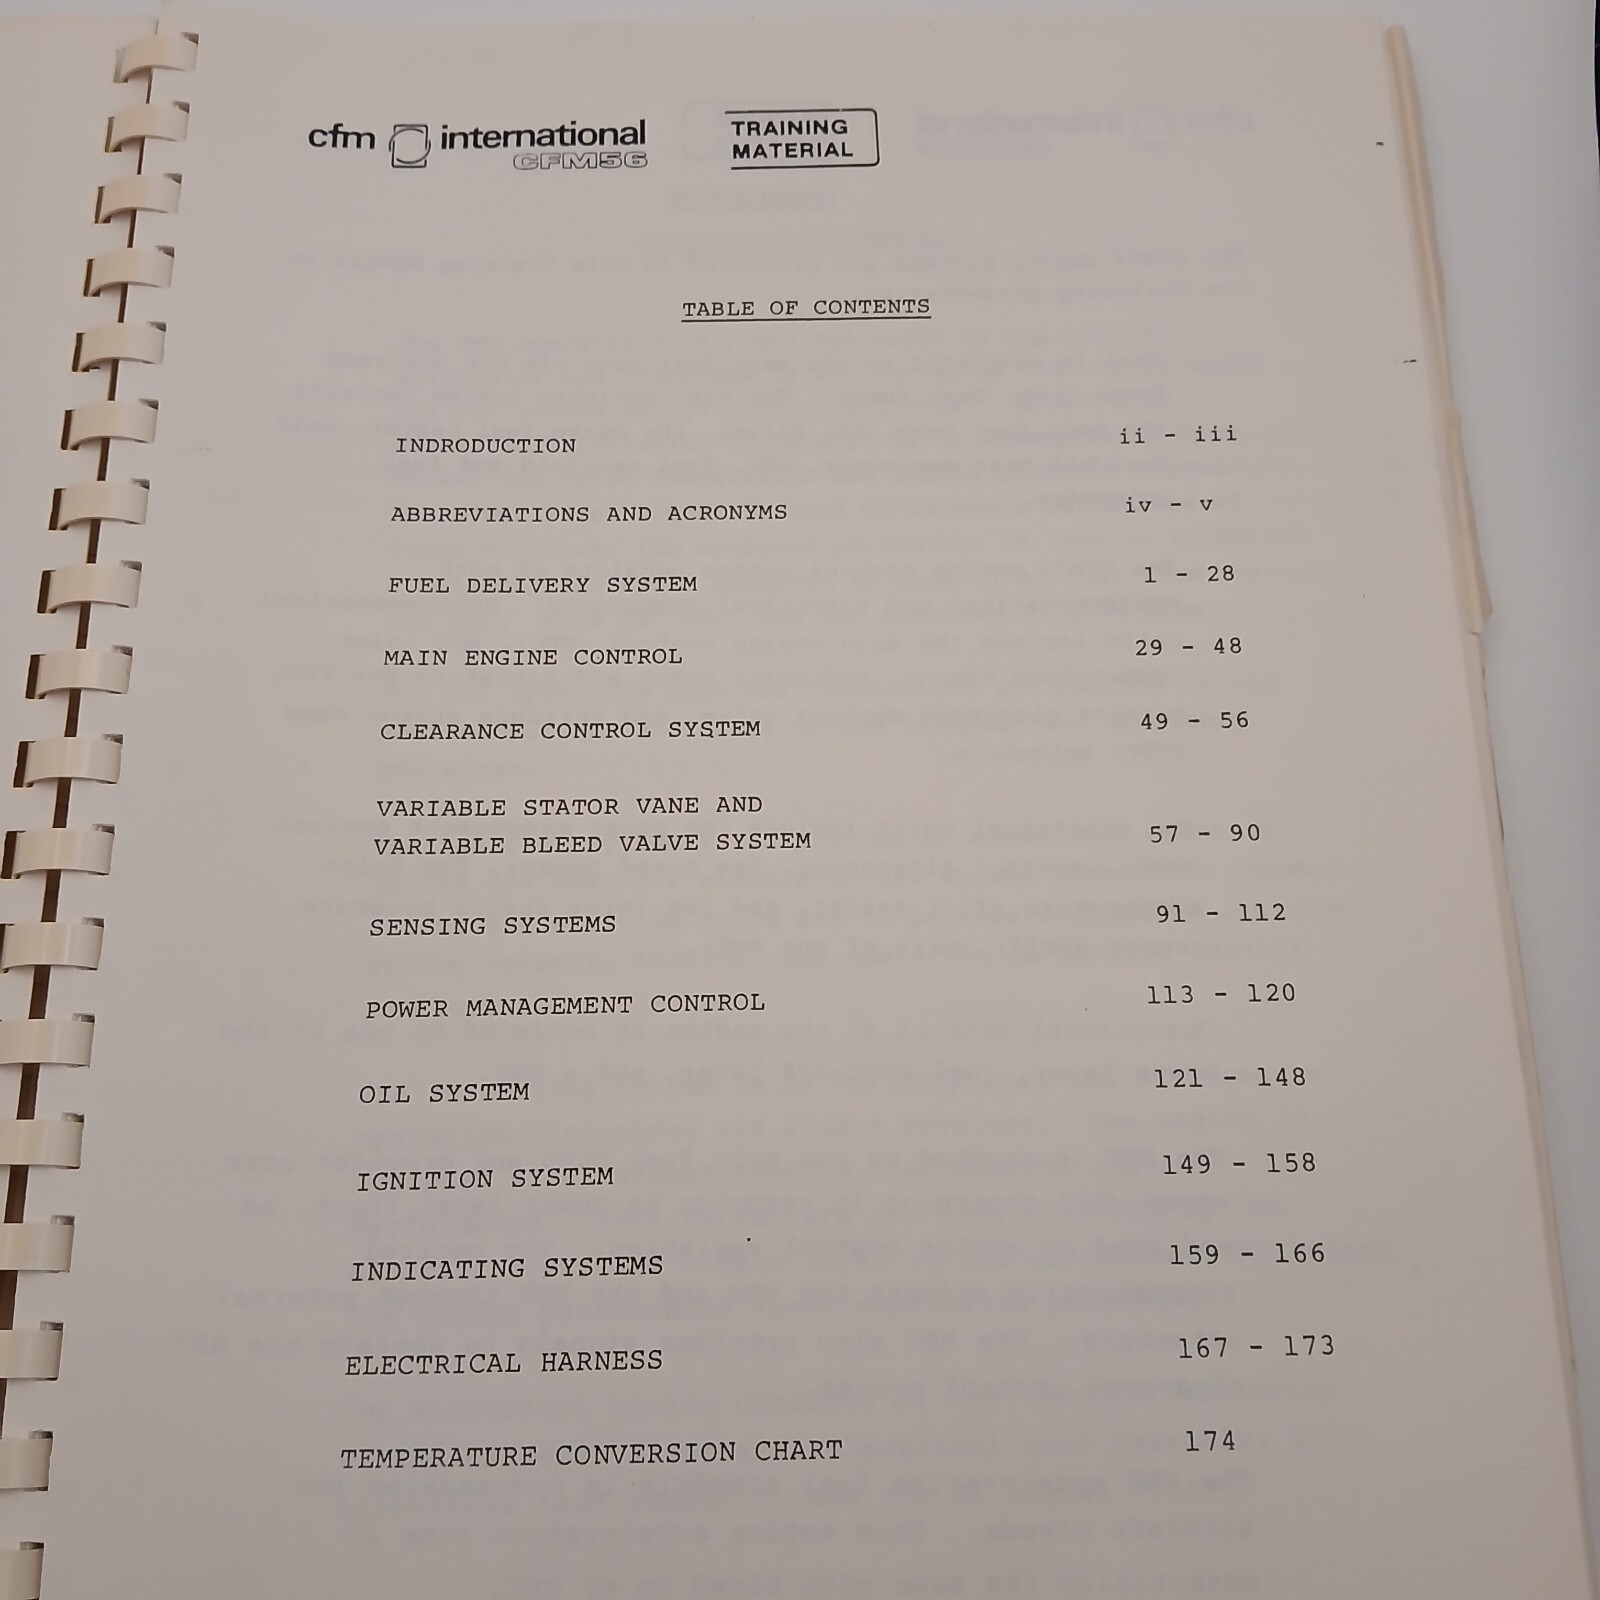 cfm international
CFM56
TRAINING
MATERIAL
TABLE OF CONTENTS
INDRODUCTION ii - iii
ABBREVIATIONS AND ACRONYMS iv - v
FUEL DELIVERY SYSTEM 1 - 28
MAIN ENGINE CONTROL 29 - 48
CLEARANCE CONTROL SYSTEM 49 - 56
VARIABLE STATOR VANE AND
VARIABLE BLEED VALVE SYSTEM 57 - 90
SENSING SYSTEMS 91 - 112
POWER MANAGEMENT CONTROL 113 - 120
OIL SYSTEM 121 - 148
IGNITION SYSTEM 149 - 158
INDICATING SYSTEMS 159 - 166
ELECTRICAL HARNESS 167 - 173
TEMPERATURE CONVERSION CHART 174